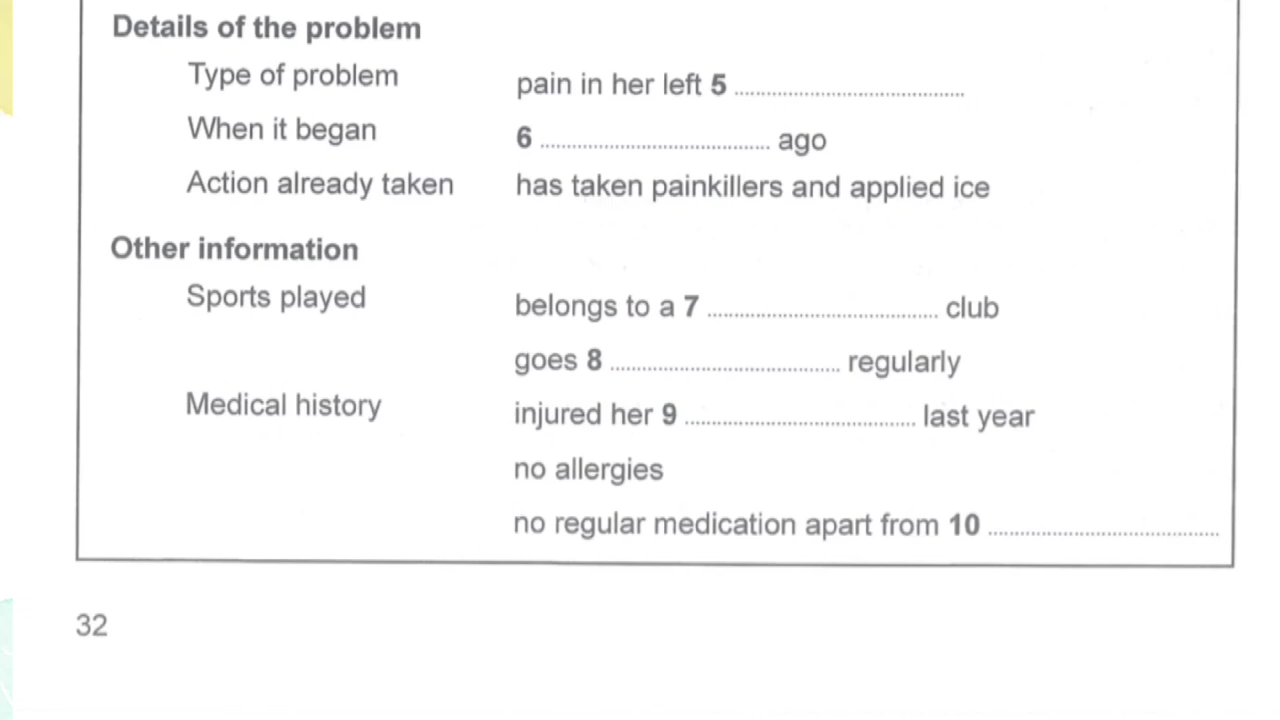 Details of the problem
Type of problem pain in her left 5 ........................................
When it began 6 ........................................ ago
Action already taken has taken painkillers and applied ice
Other information
Sports played belongs to a 7 ........................................ club
goes 8 ........................................ regularly
Medical history injured her 9 ........................................ last year
no allergies
no regular medication apart from 10 ........................................
32